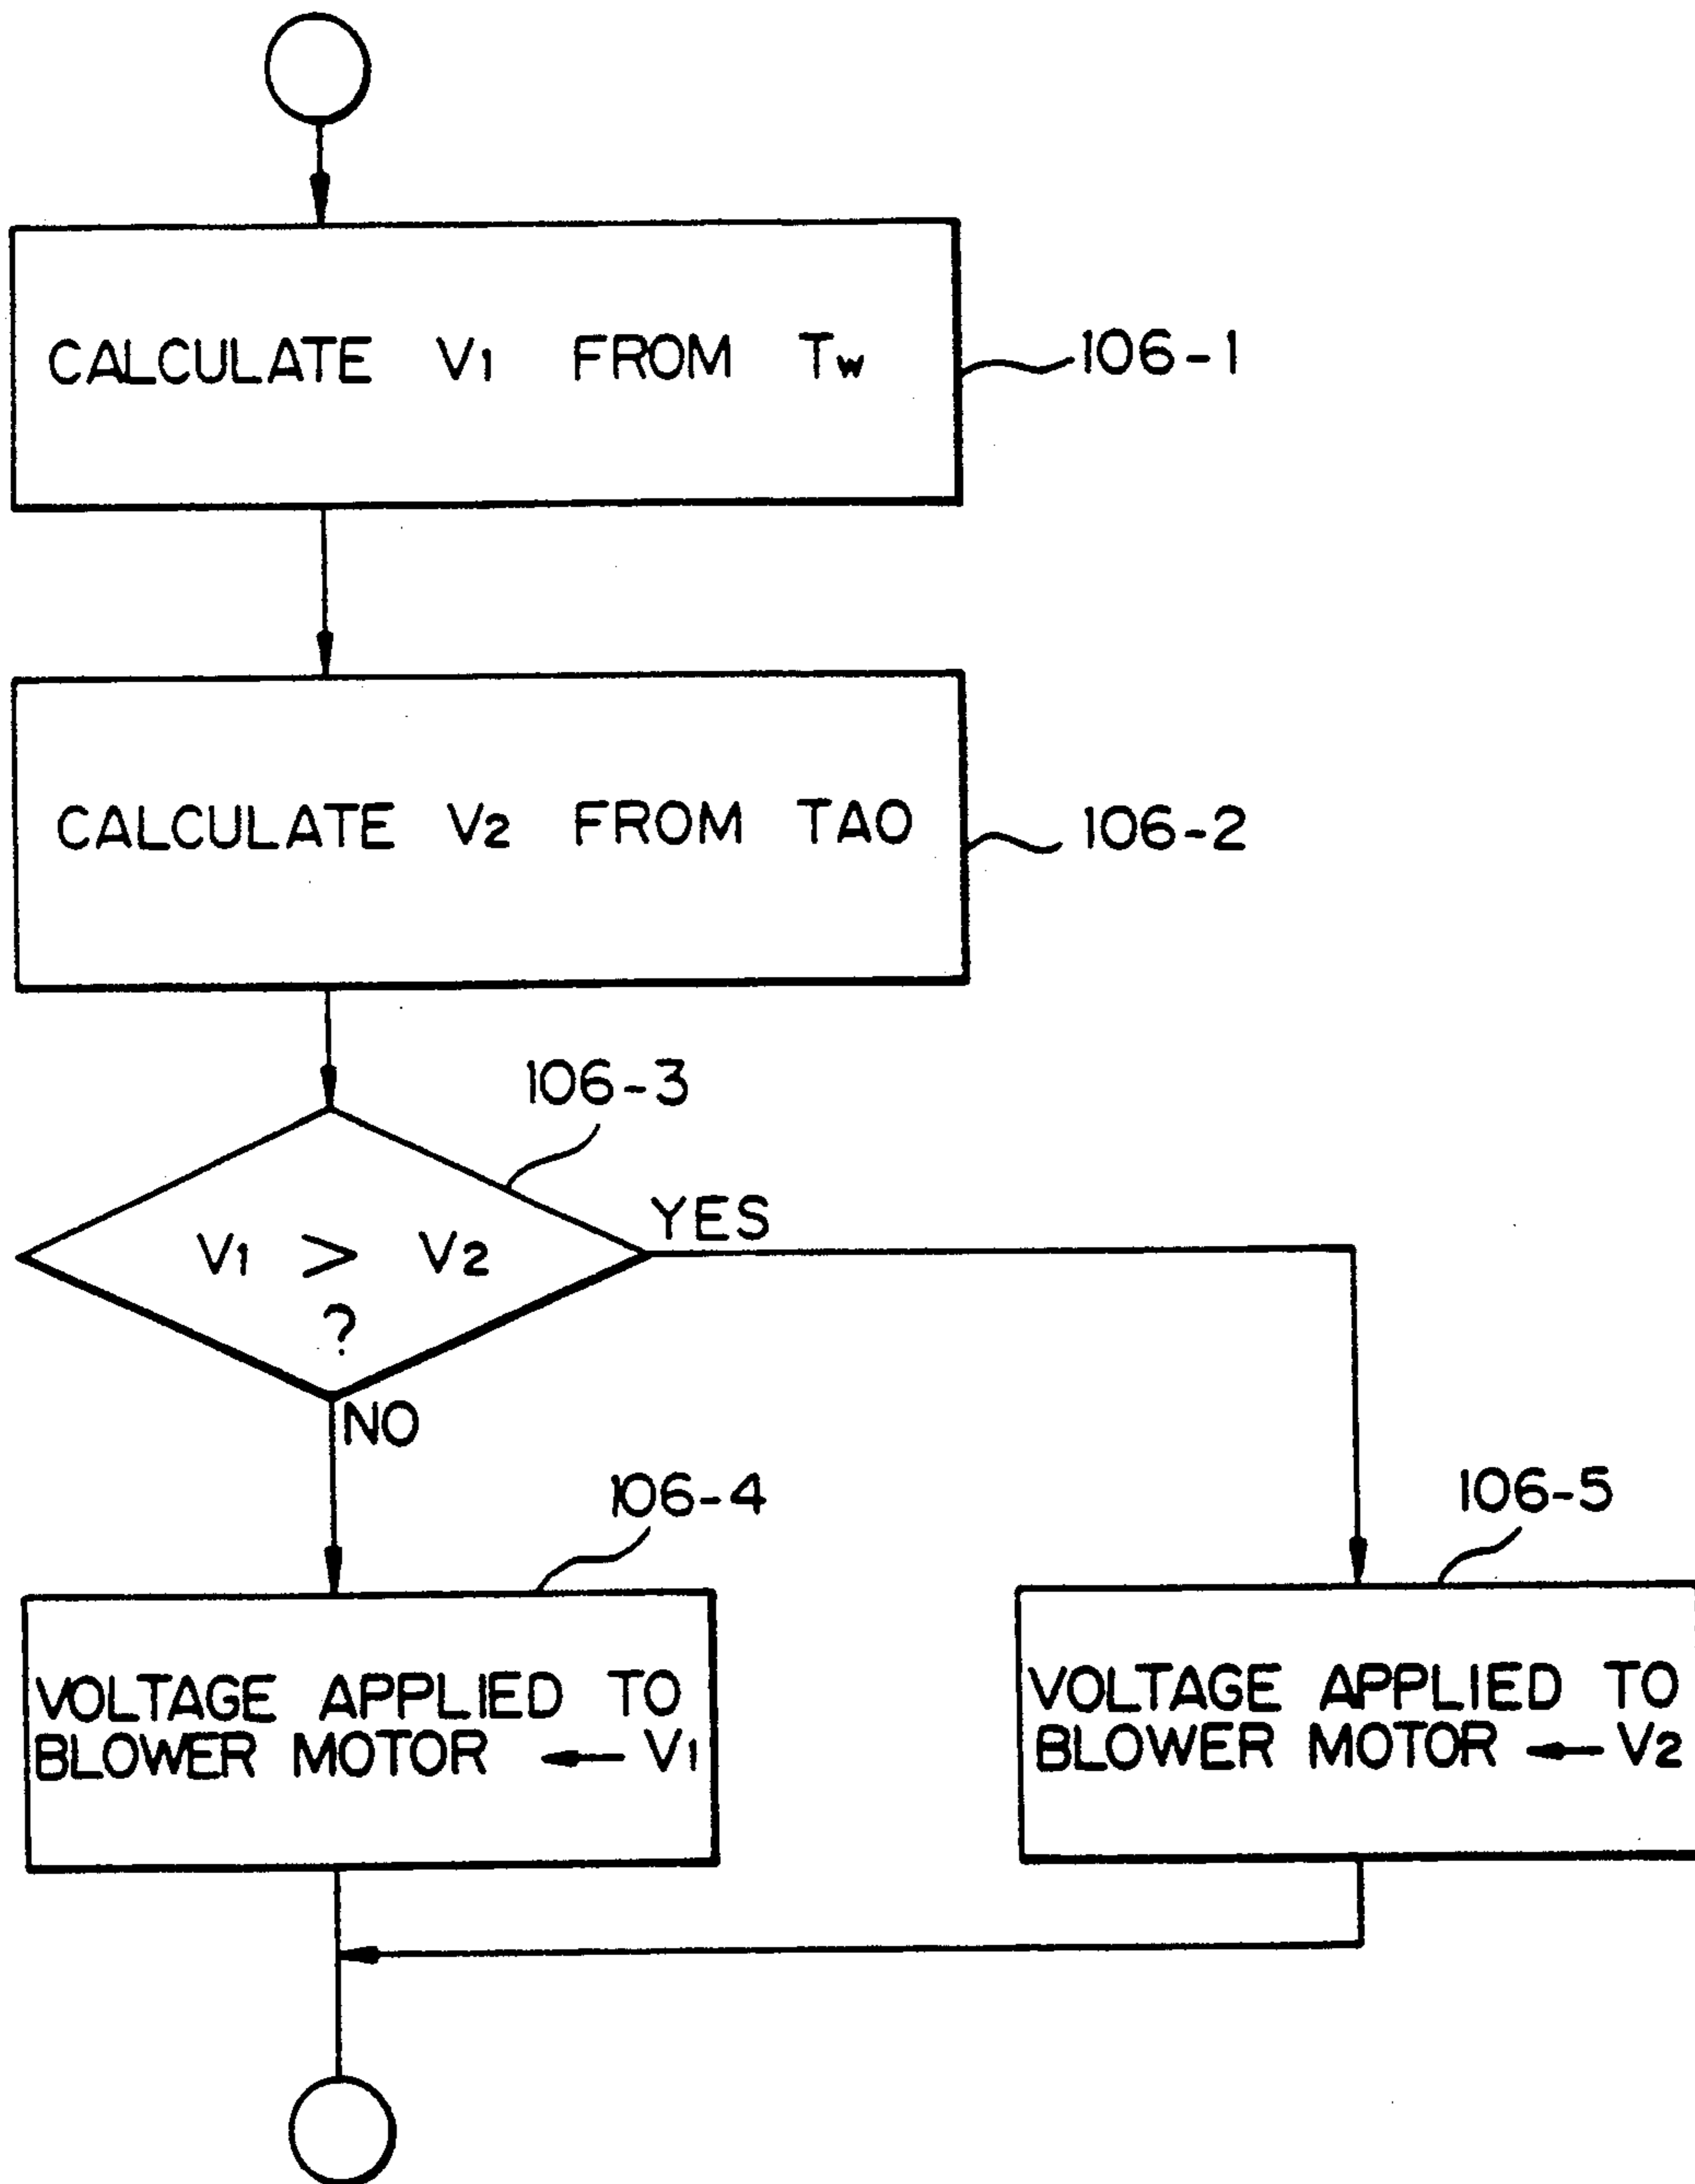 CALCULATE V1 FROM Tw
106-1
CALCULATE V2 FROM TAO
106-2
106-3
V1 > V2
?
YES
NO
106-4
VOLTAGE APPLIED TO
BLOWER MOTOR ← V1
106-5
VOLTAGE APPLIED TO
BLOWER MOTOR ← V2